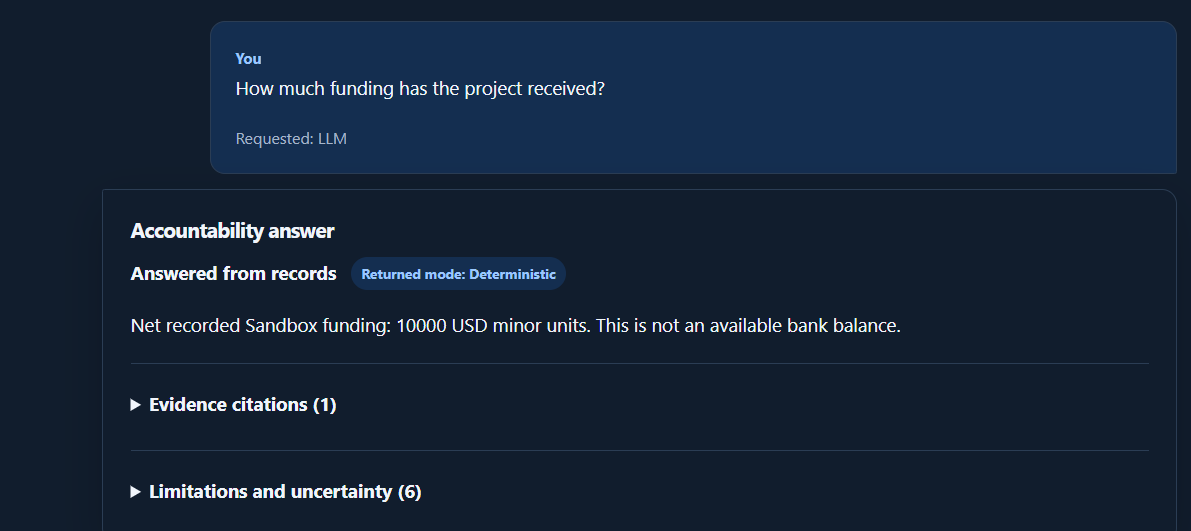 You
How much funding has the project received?
Requested: LLM
Accountability answer
Answered from records Returned mode: Deterministic
Net recorded Sandbox funding: 10000 USD minor units. This is not an available bank balance.
▶ Evidence citations (1)
▶ Limitations and uncertainty (6)